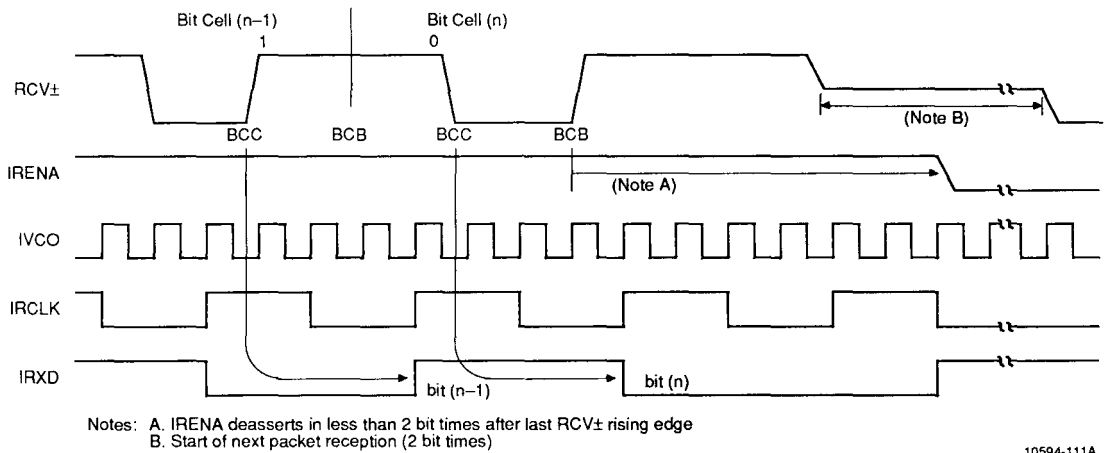 Bit Cell (n–1)
Bit Cell (n)
1
0
RCV±
BCC
BCB
BCC
BCB
(Note B)
IRENA
(Note A)
IVCO
IRCLK
IRXD
bit (n–1)
bit (n)
Notes: A. IRENA deasserts in less than 2 bit times after last RCV± rising edge
B. Start of next packet reception (2 bit times)
10594-111A